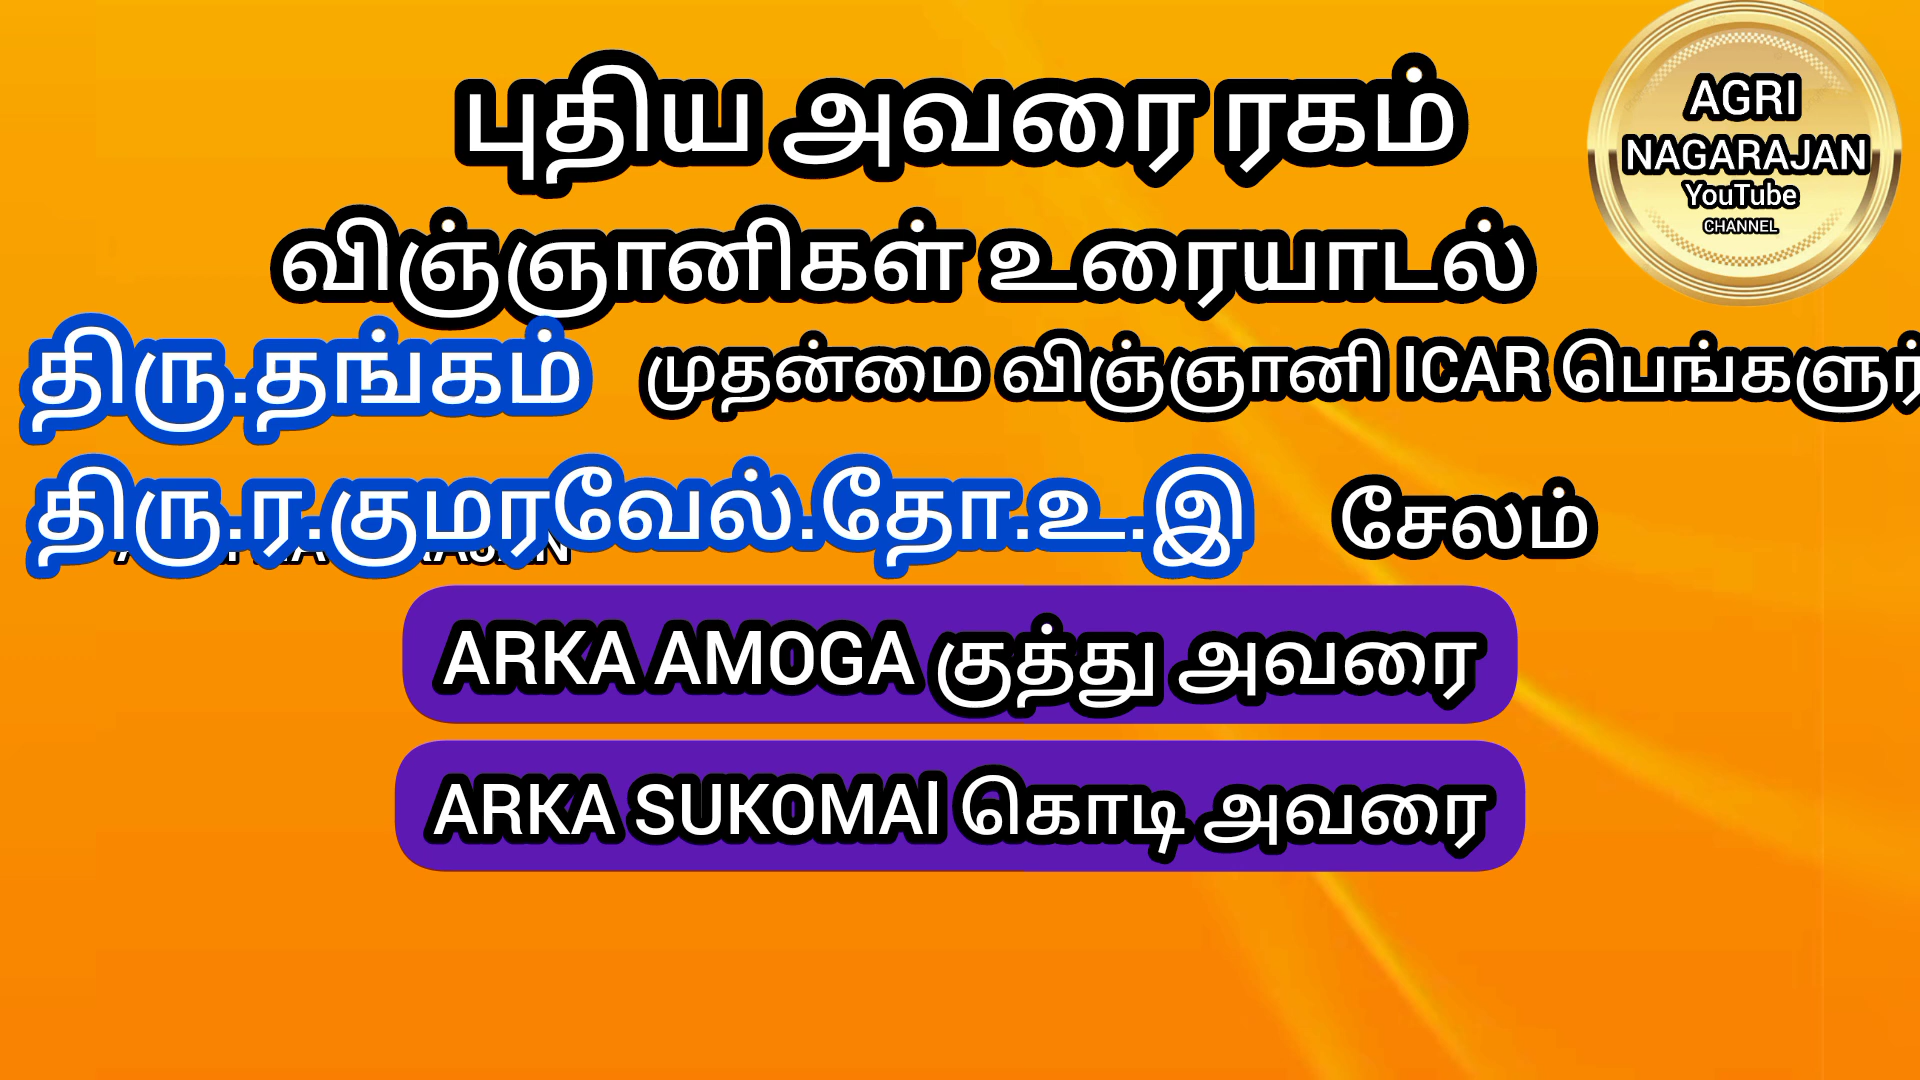 புதிய அவரை ரகம்
விஞ்ஞானிகள் உரையாடல்
AGRI
NAGARAJAN
YouTube
CHANNEL
திரு.தங்கம் முதன்மை விஞ்ஞானி ICAR பெங்களுர்
திரு.ர.குமரவேல்.தோ.உ.இ சேலம்
ARKA AMOGA குத்து அவரை
ARKA SUKOMAl கொடி அவரை